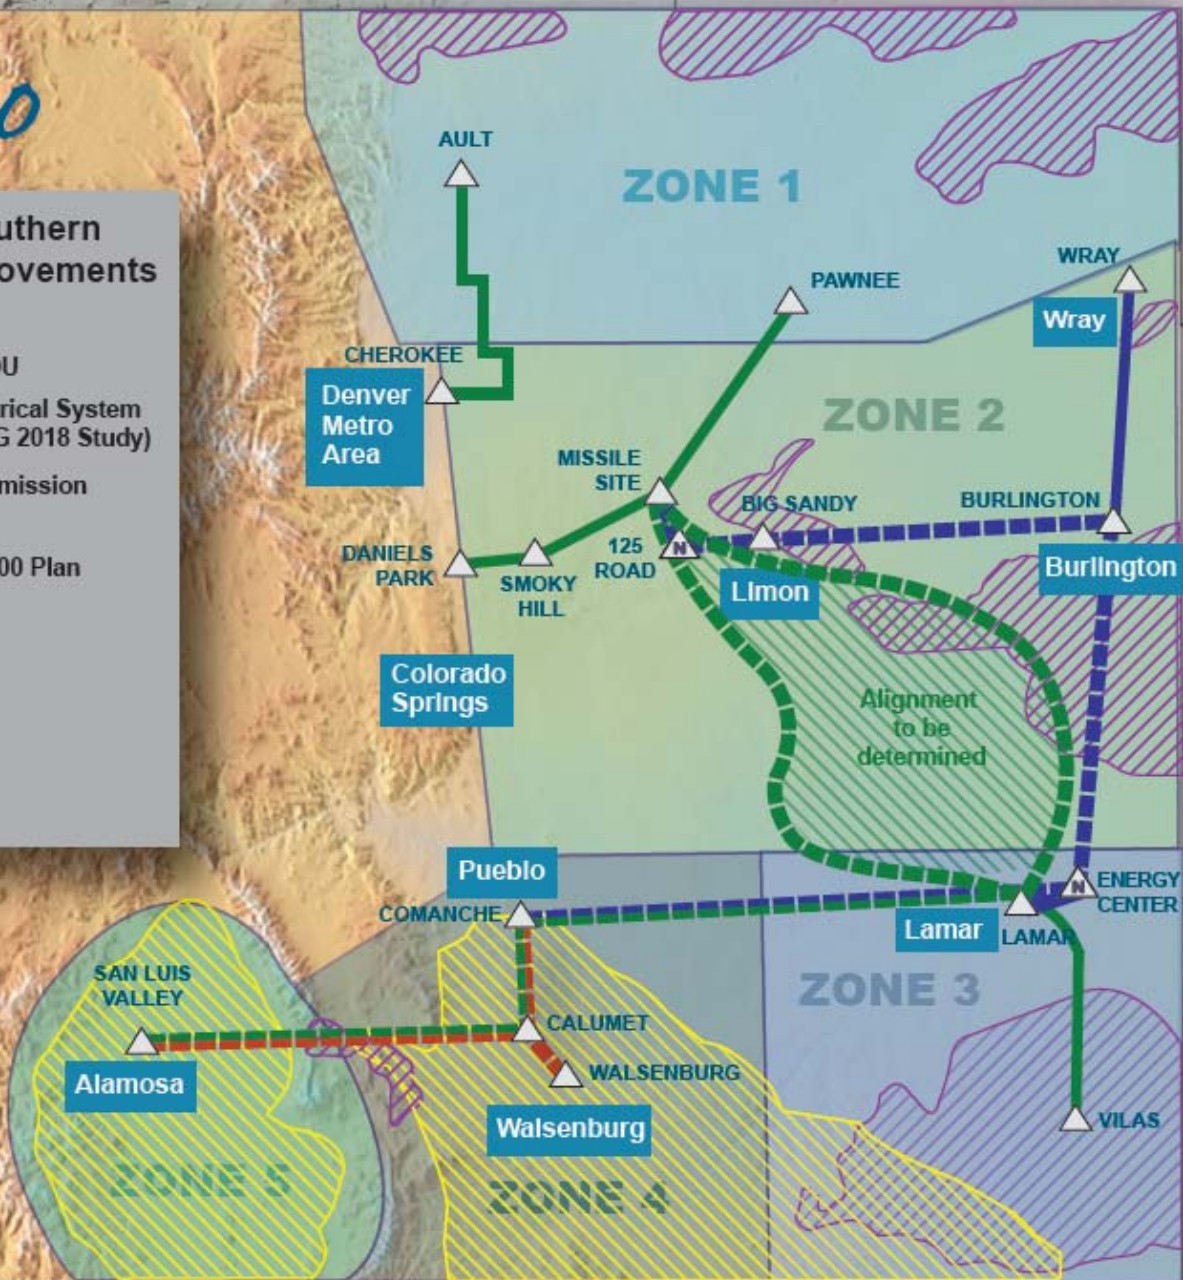 o
AULT
ZONE 1
uthern
ovements
WRAY
PAWNEE
Wray
CHEROKEE
OU
Denver
Metro
Area
rical System
G 2018 Study)
ZONE 2
MISSILE
SITE
mission
BIG SANDY
BURLINGTON
DANIELS
PARK
SMOKY
HILL
125
ROAD
N
Limon
Burlington
00 Plan
Colorado
Springs
Alignment
to be
determined
Pueblo
COMANCHE
N
ENERGY
CENTER
Lamar
LAMAR
SAN LUIS
VALLEY
ZONE 3
CALUMET
Alamosa
WALSENBURG
Walsenburg
VILAS
ZONE 5
ZONE 4